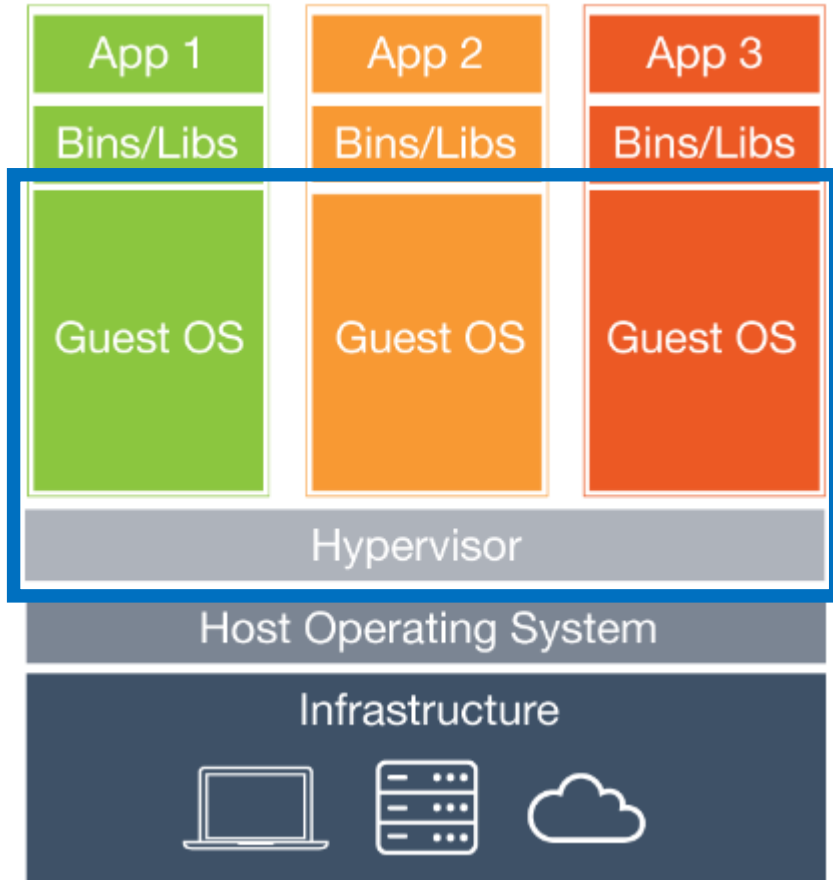 App 1 App 2 App 3
Bins/Libs Bins/Libs Bins/Libs
Guest OS Guest OS Guest OS
Hypervisor
Host Operating System
Infrastructure